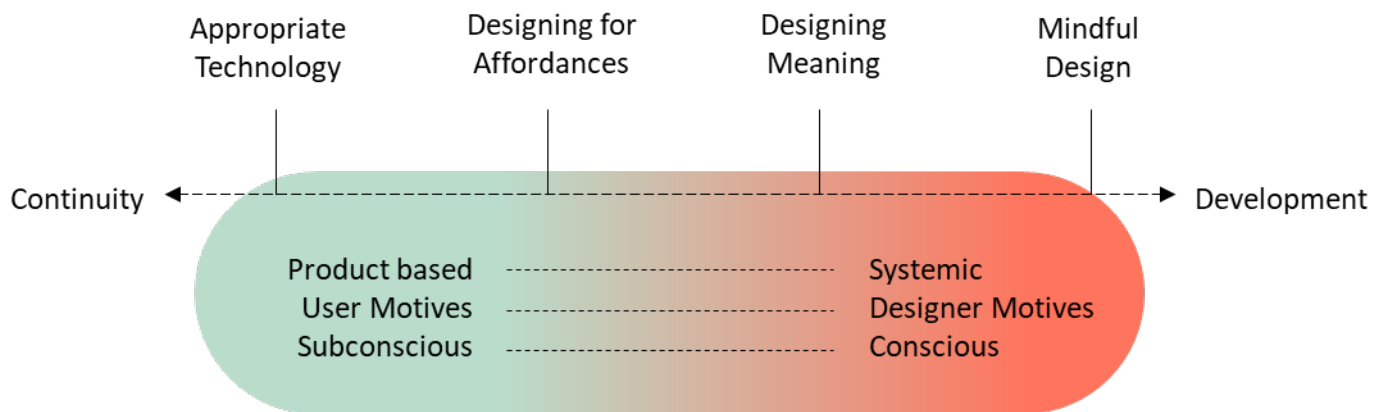 Appropriate
Technology
Designing for
Affordances
Designing
Meaning
Mindful
Design
Continuity
Development
Product based
Systemic
User Motives
Designer Motives
Subconscious
Conscious